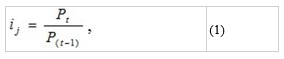 i_j = P_t / P_(t-1) , (1)